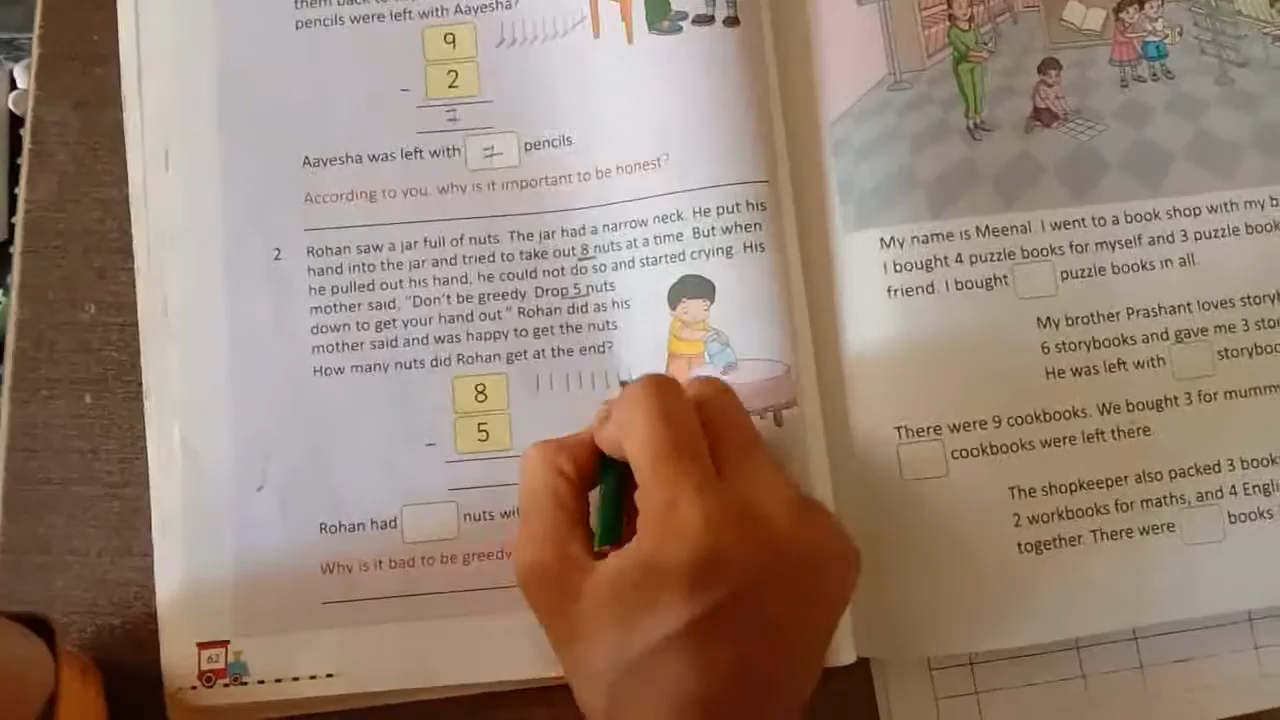 them back to
pencils were left with Aayesha?
9
- 2
7
Aayesha was left with 7 pencils.
According to you, why is it important to be honest?
2 Rohan saw a jar full of nuts. The jar had a narrow neck. He put his
hand into the jar and tried to take out 8 nuts at a time. But when
he pulled out his hand, he could not do so and started crying. His
mother said, "Don't be greedy. Drop 5 nuts
down to get your hand out." Rohan did as his
mother said and was happy to get the nuts.
How many nuts did Rohan get at the end?
8
- 5
Rohan had nuts
Why is it bad to be greedy
62
My name is Meenal. I went to a book shop with my
I bought 4 puzzle books for myself and 3 puzzle
friend. I bought puzzle books in all.
My brother Prashant loves
6 storybooks and gave me 3
He was left with
There were 9 cookbooks. We bought 3 for
cookbooks were left there.
The shopkeeper also packed 3
2 workbooks for maths, and 4
together. There were books